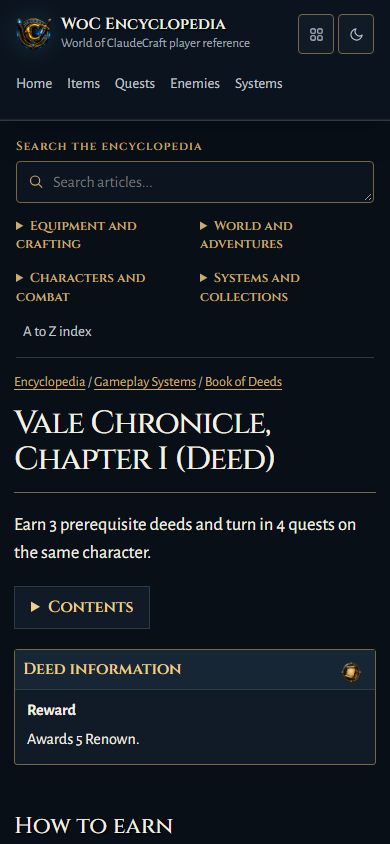 WoC Encyclopedia
World of ClaudeCraft player reference
Home Items Quests Enemies Systems
Search the encyclopedia
Search articles...
Equipment and crafting
World and adventures
Characters and combat
Systems and collections
A to Z index
Encyclopedia / Gameplay Systems / Book of Deeds
Vale Chronicle,
Chapter I (Deed)
Earn 3 prerequisite deeds and turn in 4 quests on
the same character.
Contents
Deed information
Reward
Awards 5 Renown.
How to earn